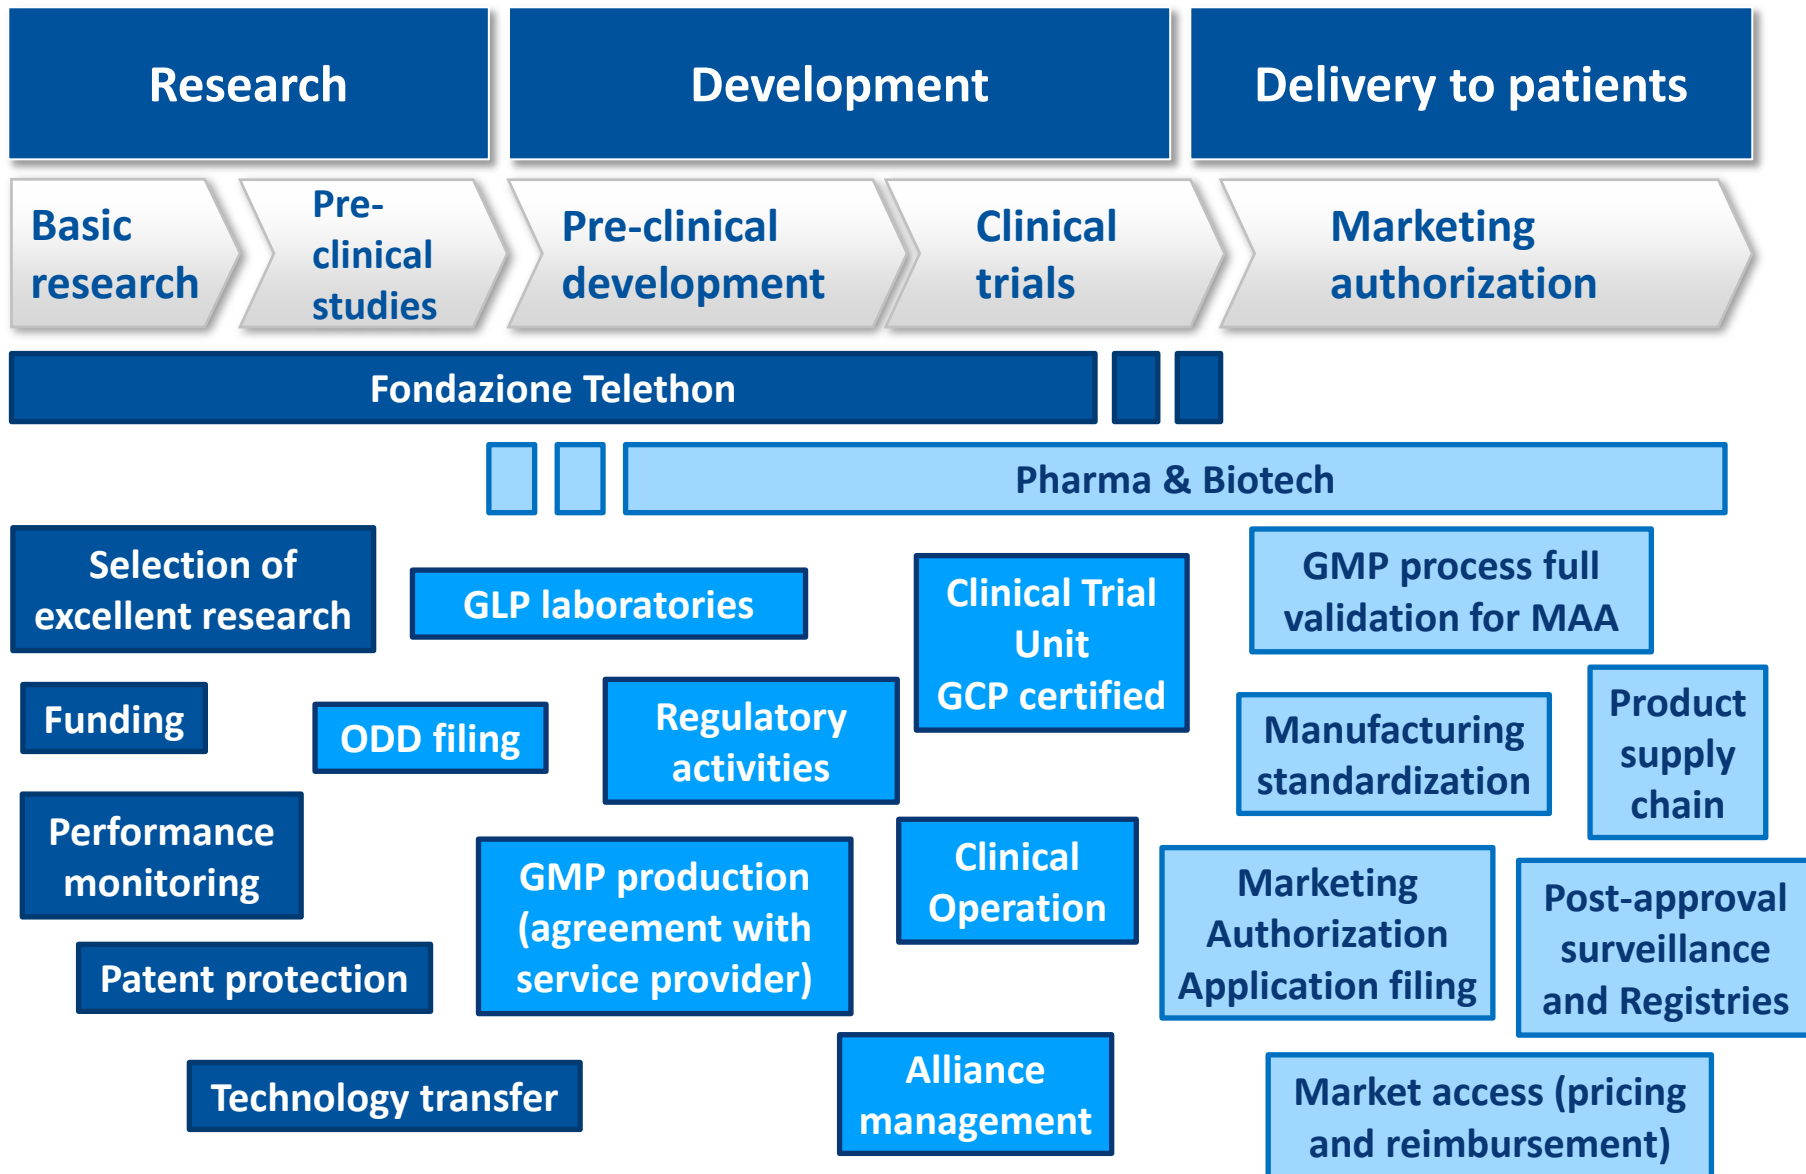 Research
Development
Delivery to patients
Basic
research
Pre-
clinical
studies
Pre-clinical
development
Clinical
trials
Marketing
authorization
Fondazione Telethon
Pharma & Biotech
Selection of
excellent research
GLP laboratories
Clinical Trial
Unit
GCP certified
GMP process full
validation for MAA
Funding
ODD filing
Regulatory
activities
Manufacturing
standardization
Product
supply
chain
Performance
monitoring
GMP production
(agreement with
service provider)
Clinical
Operation
Marketing
Authorization
Application filing
Post-approval
surveillance
and Registries
Patent protection
Technology transfer
Alliance
management
Market access (pricing
and reimbursement)